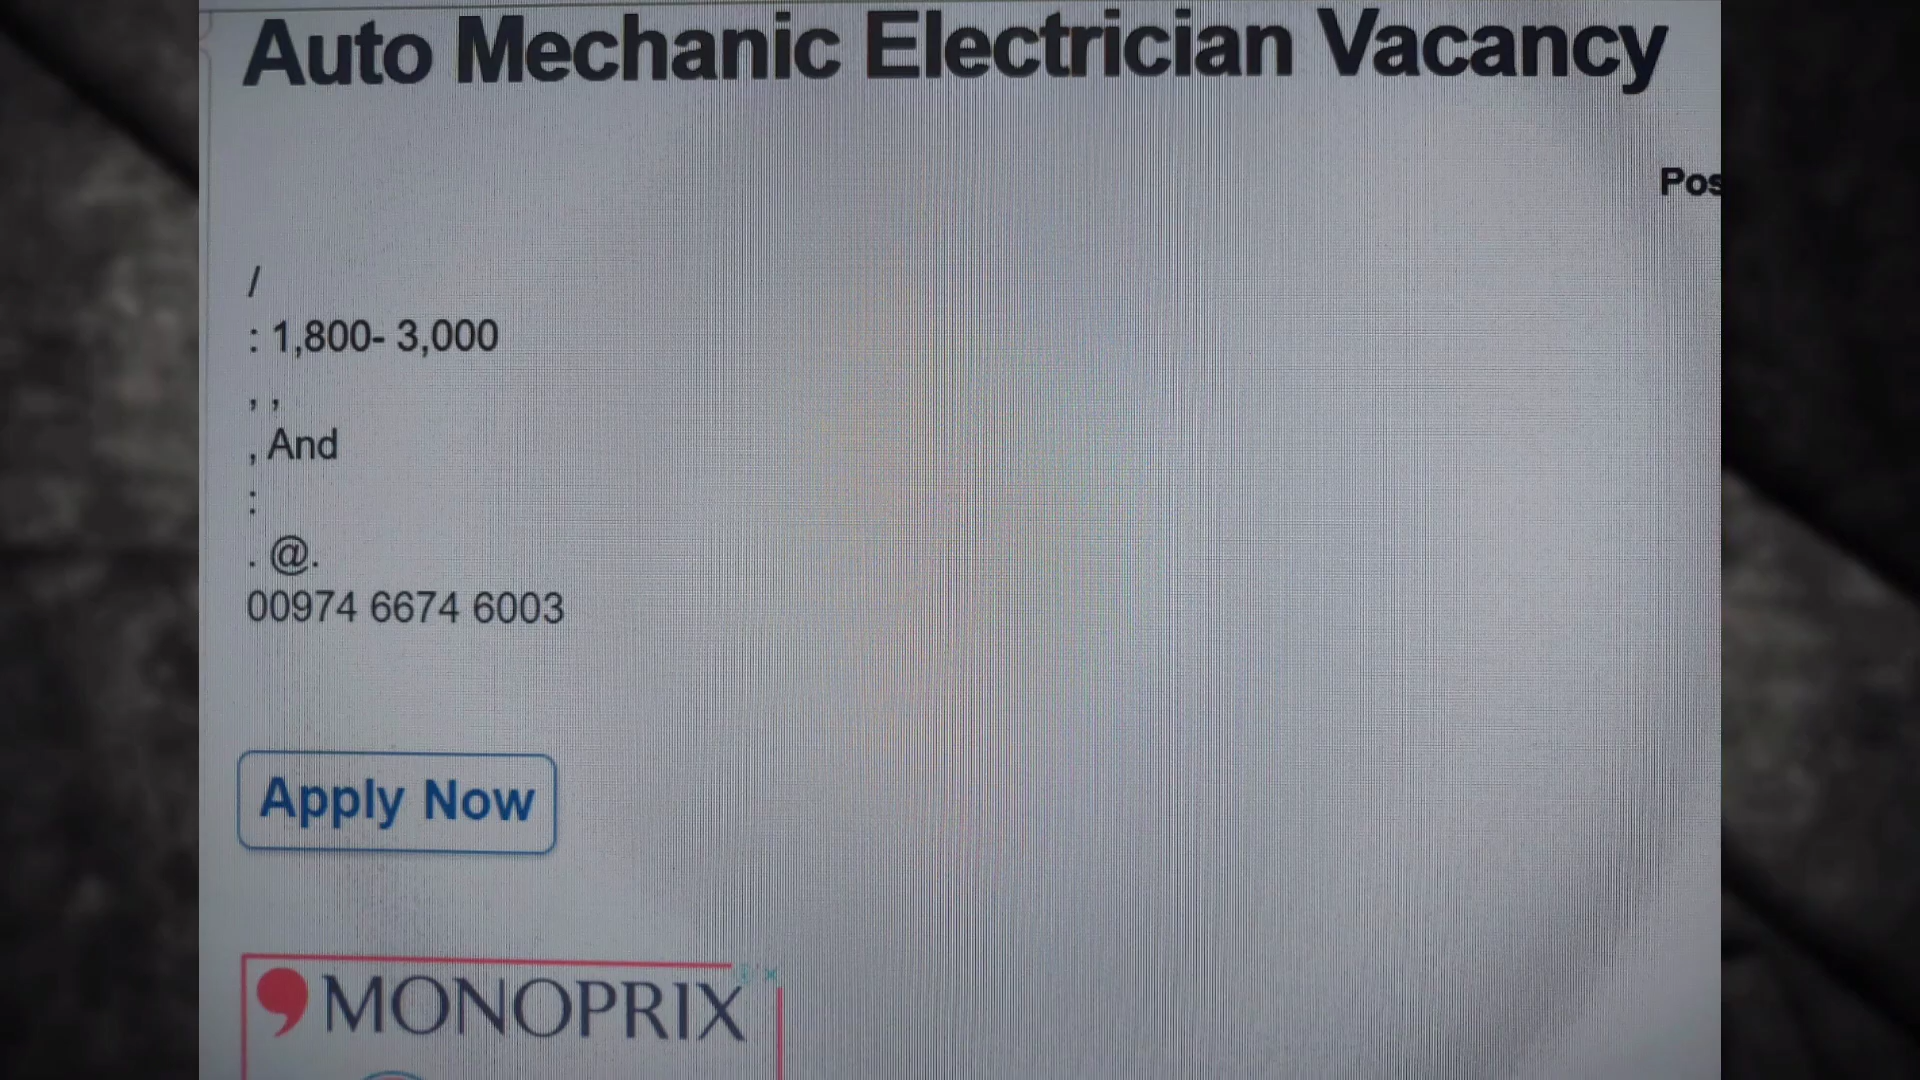 Auto Mechanic Electrician Vacancy
Pos
/
: 1,800- 3,000
, ,
, And
:
. @.
00974 6674 6003
Apply Now
MONOPRIX